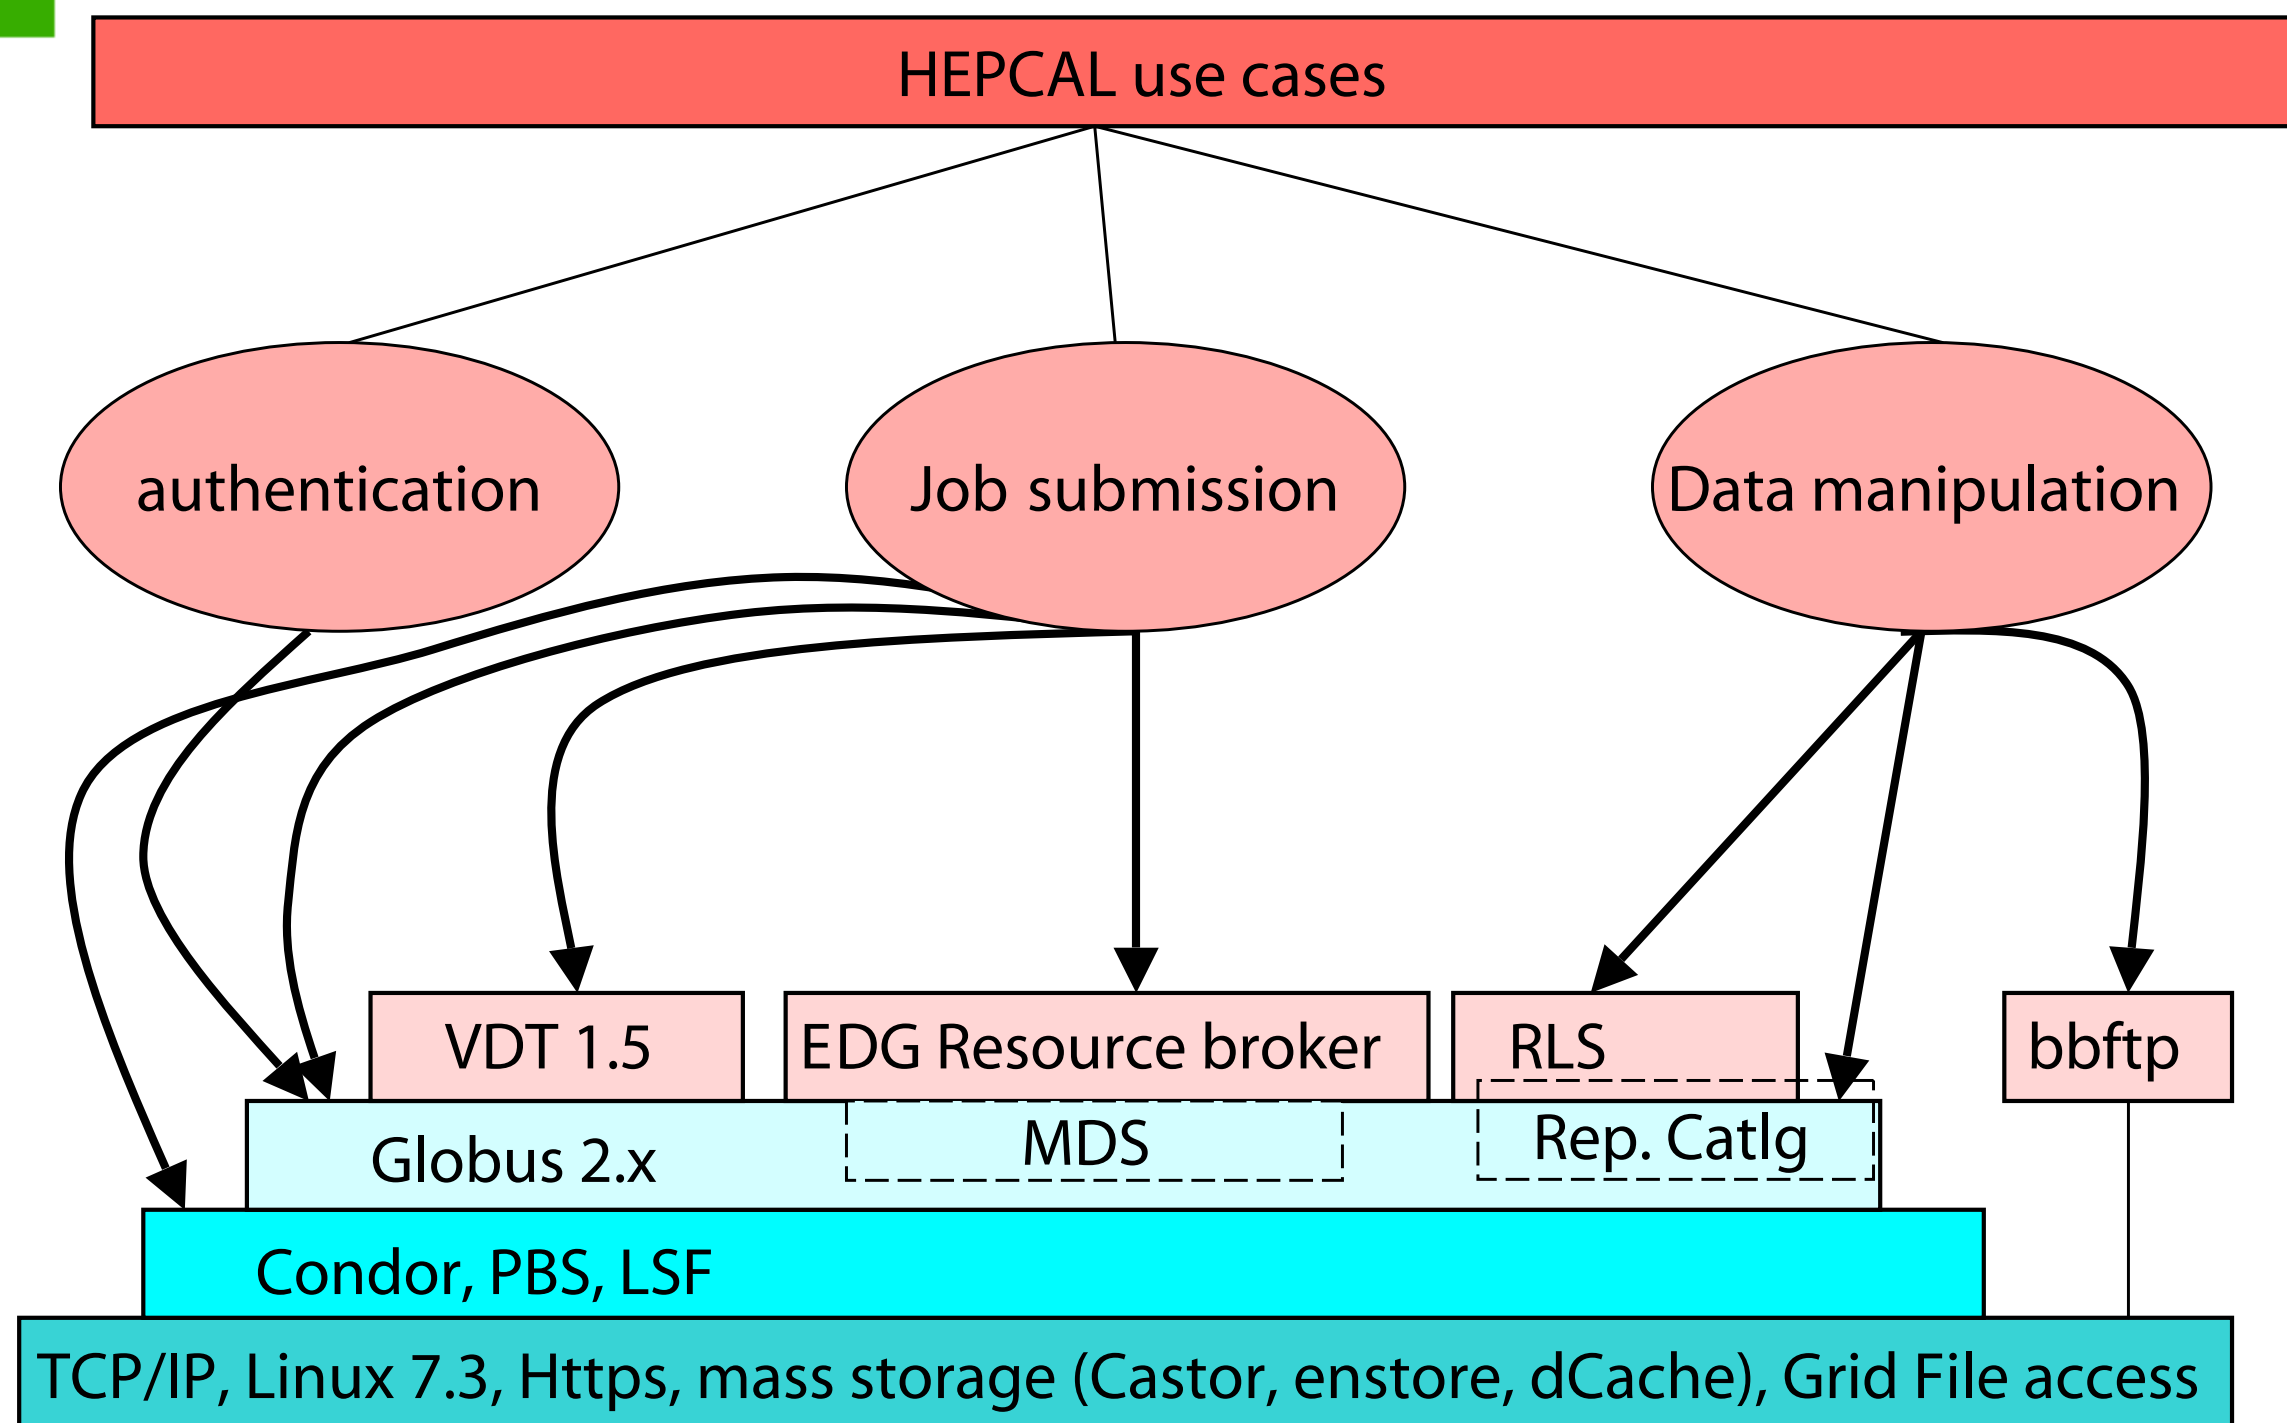 HEPCAL use cases
authentication
Job submission
Data manipulation
VDT 1.5
EDG Resource broker
RLS
bbftp
Globus 2.x
MDS
Rep. Catlg
Condor, PBS, LSF
TCP/IP, Linux 7.3, Https, mass storage (Castor, enstore, dCache), Grid File access